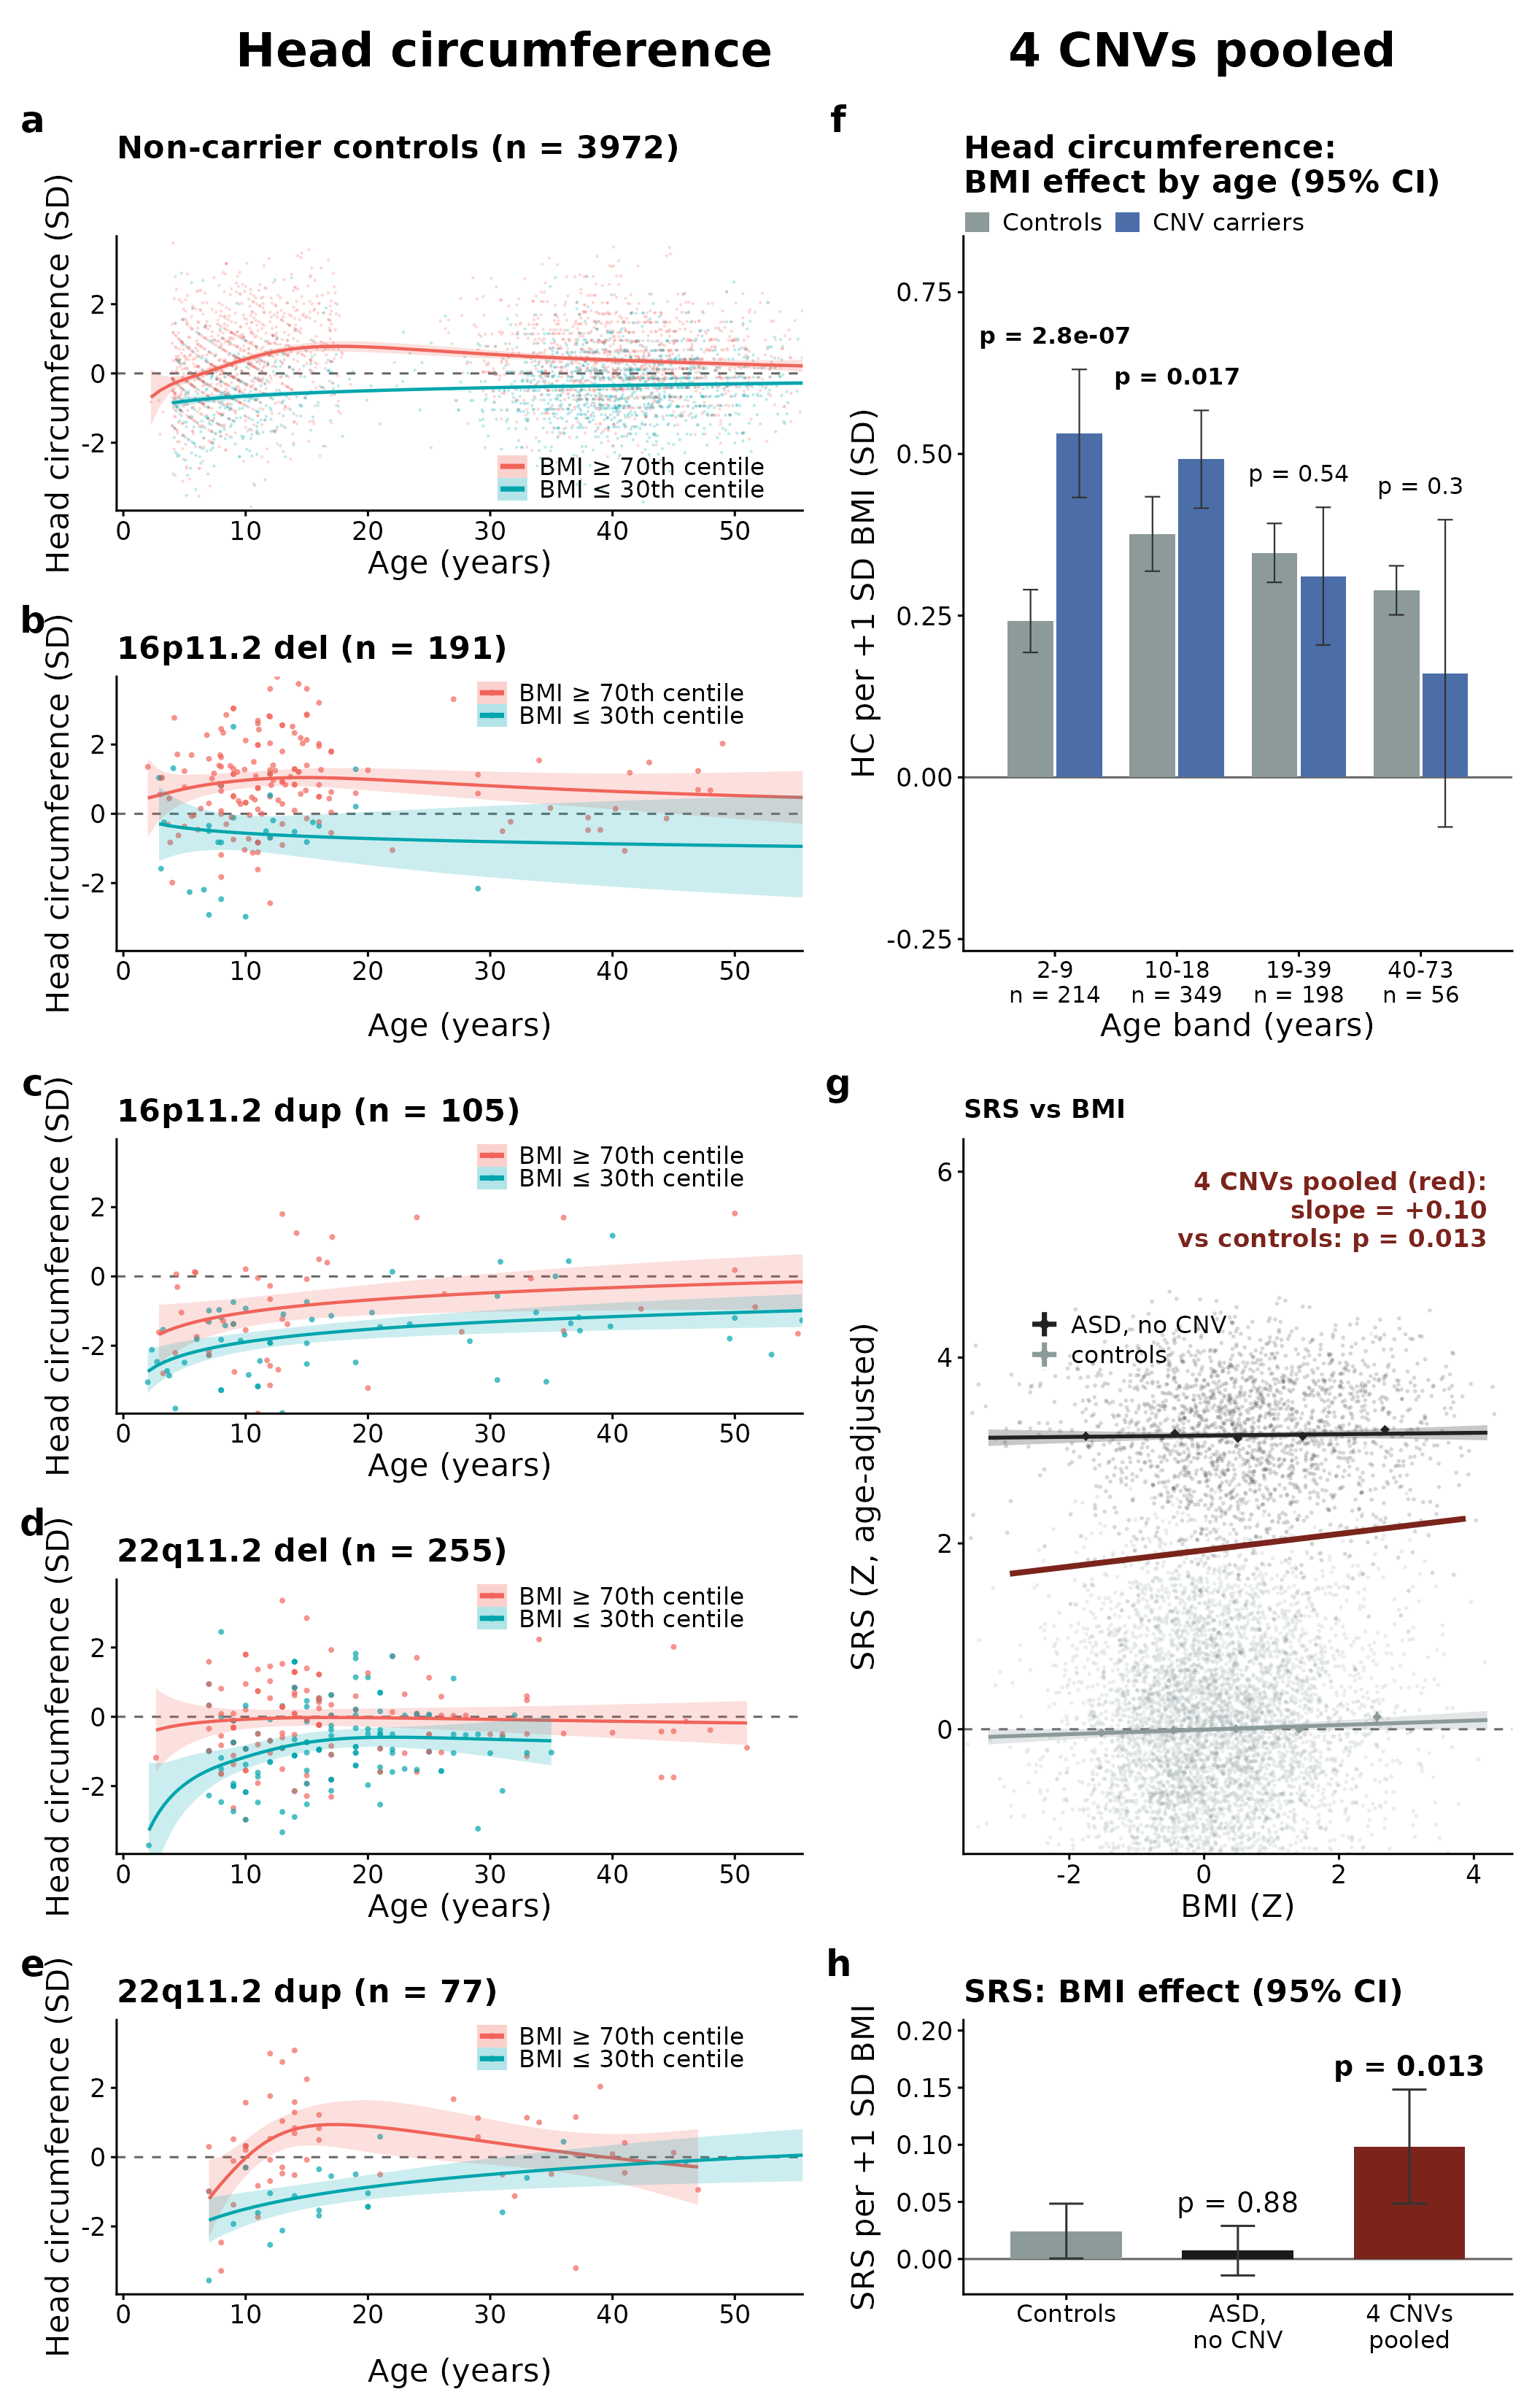 Head circumference
4 CNVs pooled
a
Non-carrier controls (n = 3972)
Head circumference (SD)
2
0
-2
BMI ≥ 70th centile
BMI ≤ 30th centile
0 10 20 30 40 50
Age (years)
b
16p11.2 del (n = 191)
Head circumference (SD)
BMI ≥ 70th centile
BMI ≤ 30th centile
2
0
-2
0 10 20 30 40 50
Age (years)
c
16p11.2 dup (n = 105)
Head circumference (SD)
BMI ≥ 70th centile
BMI ≤ 30th centile
2
0
-2
0 10 20 30 40 50
Age (years)
d
22q11.2 del (n = 255)
Head circumference (SD)
BMI ≥ 70th centile
BMI ≤ 30th centile
2
0
-2
0 10 20 30 40 50
Age (years)
e
22q11.2 dup (n = 77)
Head circumference (SD)
BMI ≥ 70th centile
BMI ≤ 30th centile
2
0
-2
0 10 20 30 40 50
Age (years)
f
Head circumference:
BMI effect by age (95% CI)
Controls CNV carriers
HC per +1 SD BMI (SD)
0.75
0.50
0.25
0.00
-0.25
p = 2.8e-07
p = 0.017
p = 0.54
p = 0.3
2-9 10-18 19-39 40-73
n = 214 n = 349 n = 198 n = 56
Age band (years)
g
SRS vs BMI
SRS (Z, age-adjusted)
6
4
2
0
4 CNVs pooled (red):
slope = +0.10
vs controls: p = 0.013
ASD, no CNV
controls
-2 0 2 4
BMI (Z)
h
SRS: BMI effect (95% CI)
SRS per +1 SD BMI
0.20
0.15
0.10
0.05
0.00
p = 0.013
p = 0.88
Controls ASD, 4 CNVs
no CNV pooled